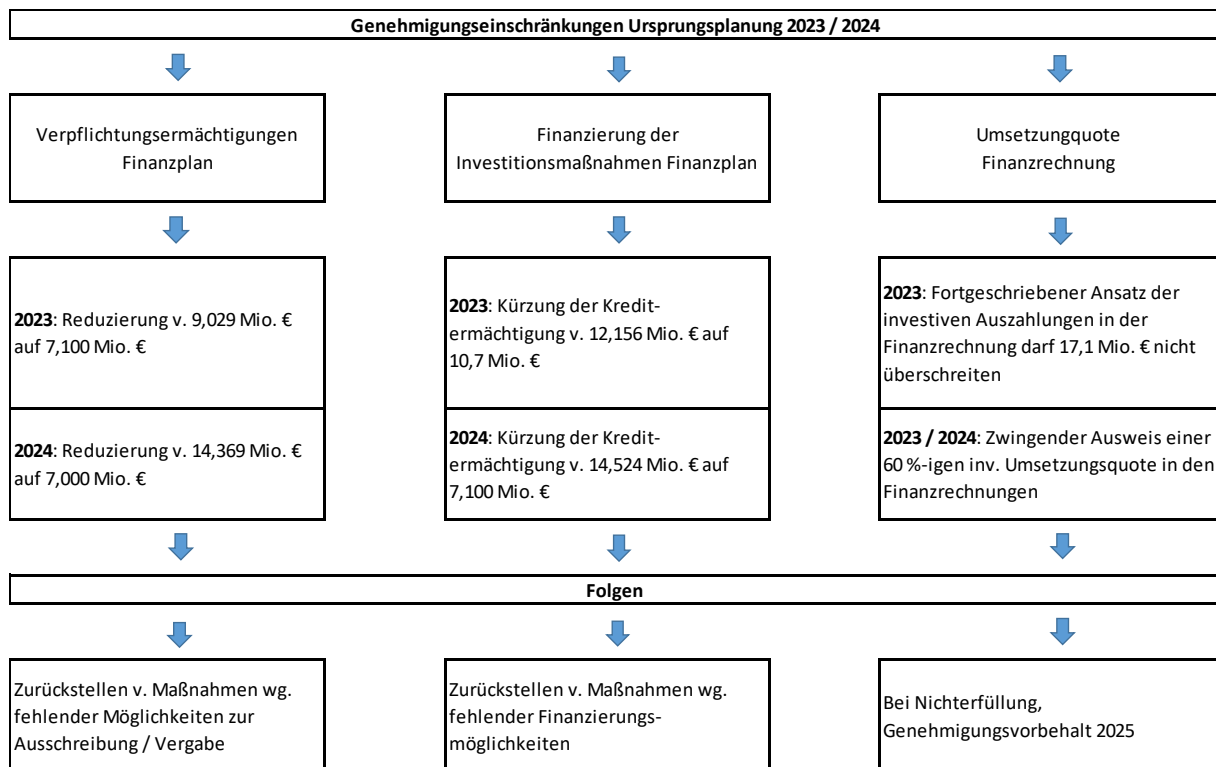 Genehmigungseinschränkungen Ursprungsplanung 2023 / 2024
Verpflichtungsermächtigungen
Finanzplan
Finanzierung der
Investitionsmaßnahmen Finanzplan
Umsetzungquote
Finanzrechnung
2023: Reduzierung v. 9,029 Mio. €
auf 7,100 Mio. €
2023: Kürzung der Kredit-
ermächtigung v. 12,156 Mio. € auf
10,7 Mio. €
2023: Fortgeschriebener Ansatz der
investiven Auszahlungen in der
Finanzrechnung darf 17,1 Mio. € nicht
überschreiten
2024: Reduzierung v. 14,369 Mio. €
auf 7,000 Mio. €
2024: Kürzung der Kredit-
ermächtigung v. 14,524 Mio. € auf
7,100 Mio. €
2023 / 2024: Zwingender Ausweis einer
60 %-igen inv. Umsetzungsquote in den
Finanzrechnungen
Folgen
Zurückstellen v. Maßnahmen wg.
fehlender Möglichkeiten zur
Ausschreibung / Vergabe
Zurückstellen v. Maßnahmen wg.
fehlender Finanzierungs-
möglichkeiten
Bei Nichterfüllung,
Genehmigungsvorbehalt 2025